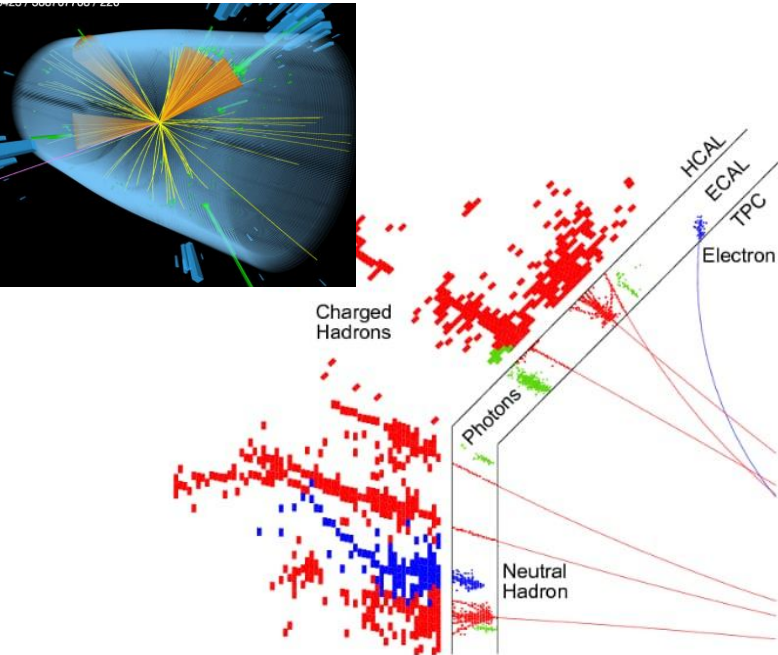 HCAL
ECAL
TPC
Electron
Charged
Hadrons
Photons
Neutral
Hadron